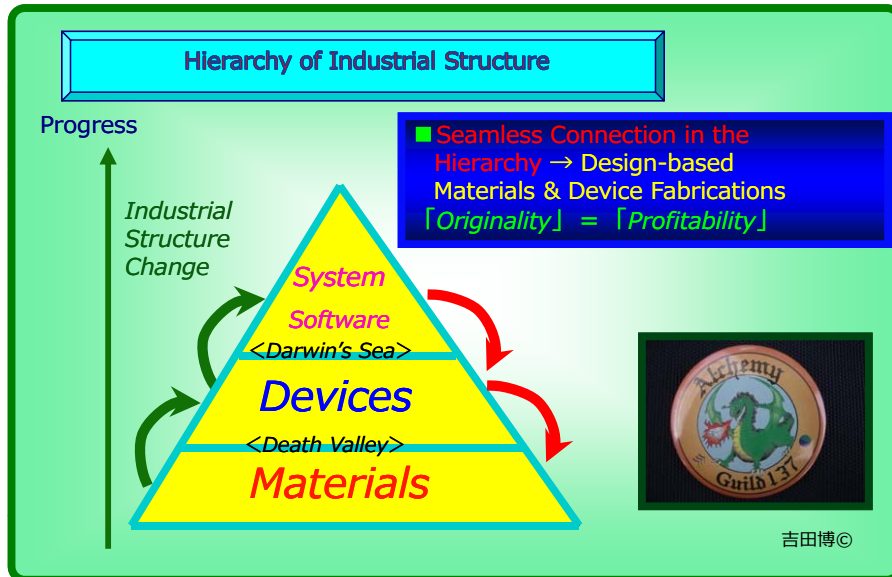 Hierarchy of Industrial Structure
Progress
■ Seamless Connection in the
Hierarchy → Design-based
Materials & Device Fabrications
「Originality」 = 「Profitability」
Industrial
Structure
Change
System
Software
<Darwin's Sea>
Devices
<Death Valley>
Materials
Alchemy
Guild 137
吉田博©